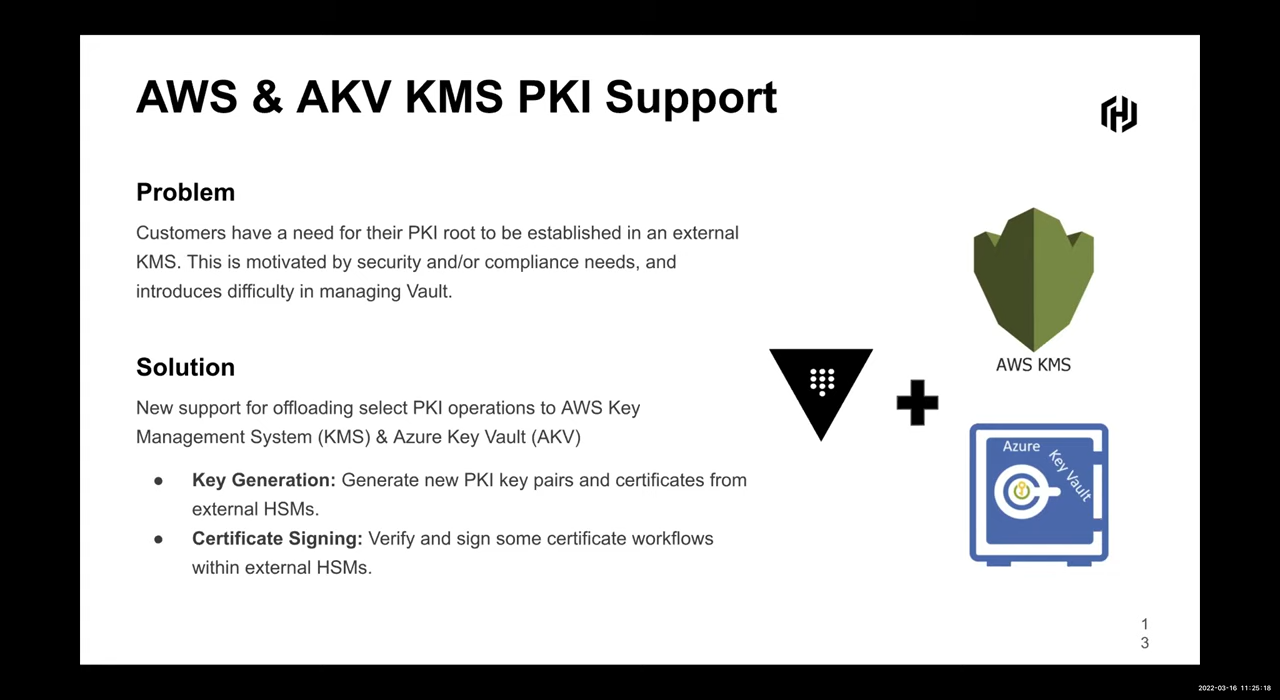 AWS & AKV KMS PKI Support
Problem
Customers have a need for their PKI root to be established in an external
KMS. This is motivated by security and/or compliance needs, and
introduces difficulty in managing Vault.
Solution
New support for offloading select PKI operations to AWS Key
Management System (KMS) & Azure Key Vault (AKV)
● Key Generation: Generate new PKI key pairs and certificates from
external HSMs.
● Certificate Signing: Verify and sign some certificate workflows
within external HSMs.
AWS KMS
Azure
Key Vault
1
3
2022-03-16 11:25:18